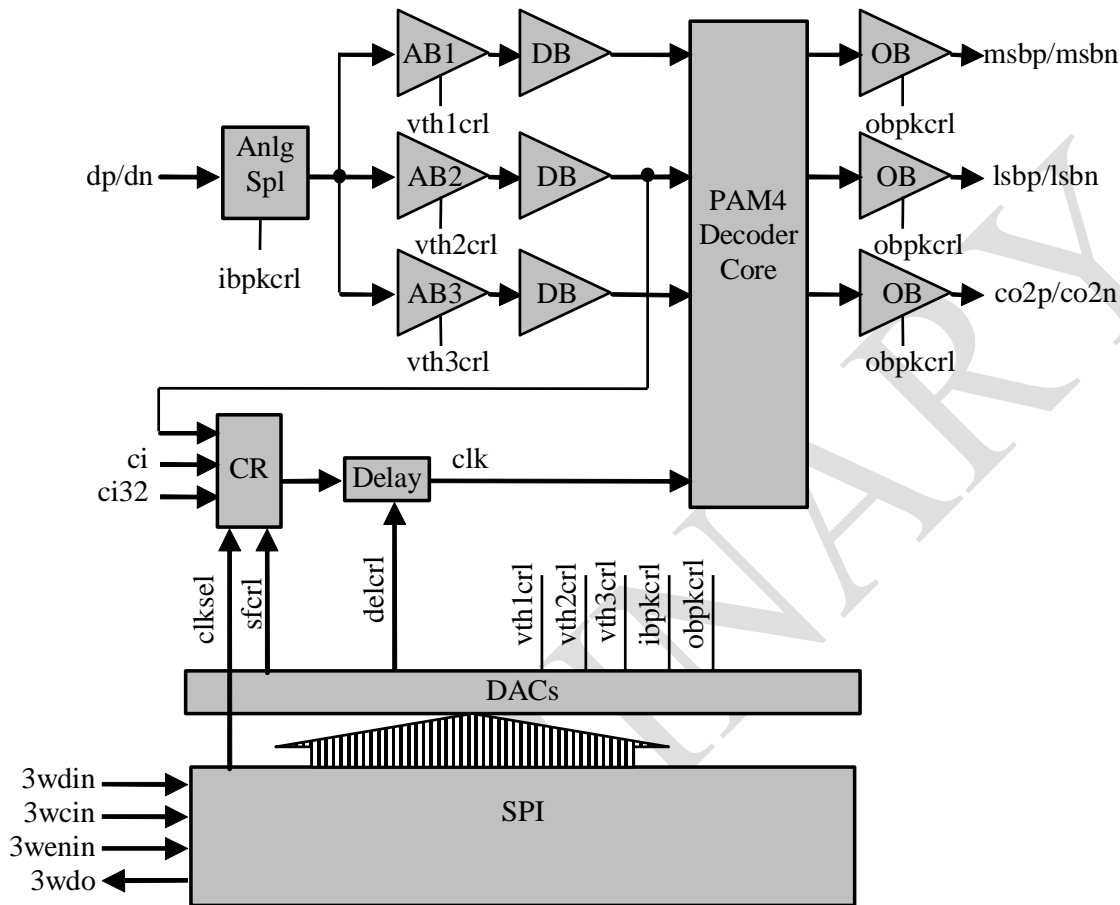 AB1
DB
OB
msbp/msbn
vth1crl
obpkcrl
dp/dn
Anlg
Spl
AB2
DB
OB
lsbp/lsbn
PAM4
Decoder
Core
ibpkcrl
vth2crl
obpkcrl
AB3
DB
OB
co2p/co2n
vth3crl
obpkcrl
ci
ci32
CR
Delay
clk
clksel
sfcrl
delcrl
vth1crl
vth2crl
vth3crl
ibpkcrl
obpkcrl
DACs
3wdin
3wcin
3wenin
3wdo
SPI
INARY